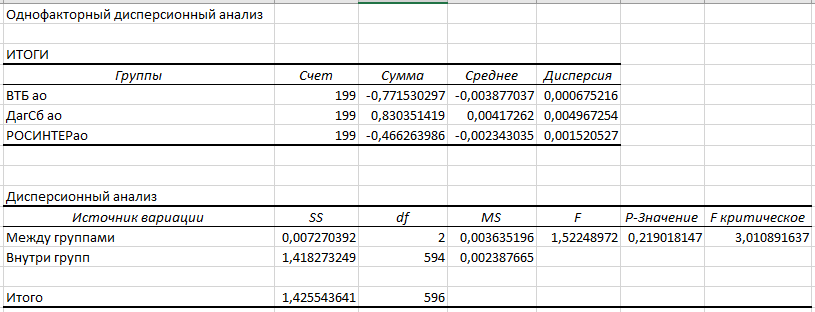 Однофакторный дисперсионный анализ
ИТОГИ
Группы Счет Сумма Среднее Дисперсия
ВТБ ао 199 -0,771530297 -0,003877037 0,000675216
ДагСб ао 199 0,830351419 0,00417262 0,004967254
РОСИНТЕРао 199 -0,466263986 -0,002343035 0,001520527
Дисперсионный анализ
Источник вариации SS df MS F P-Значение F критическое
Между группами 0,007270392 2 0,003635196 1,52248972 0,219018147 3,010891637
Внутри групп 1,418273249 594 0,002387665
Итого 1,425543641 596